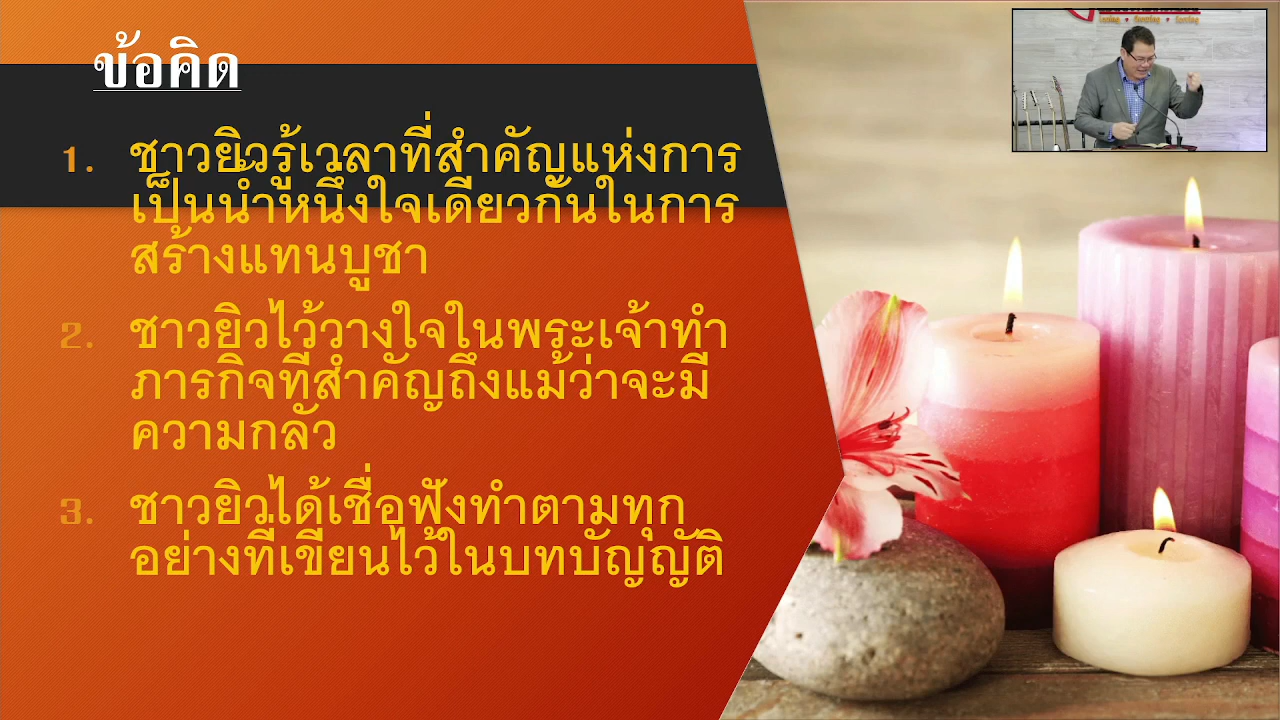 ข้อคิด
1. ชาวยิวรู้เวลาที่สำคัญแห่งการ
เป็นน้ำหนึ่งใจเดียวกันในการ
สร้างแทนบูชา
2. ชาวยิวไว้วางใจในพระเจ้าทำ
ภารกิจที่สำคัญถึงแม้ว่าจะมี
ความกลัว
3. ชาวยิวได้เชื่อฟังทำตามทุก
อย่างที่เขียนไว้ในบทบัญญัติ